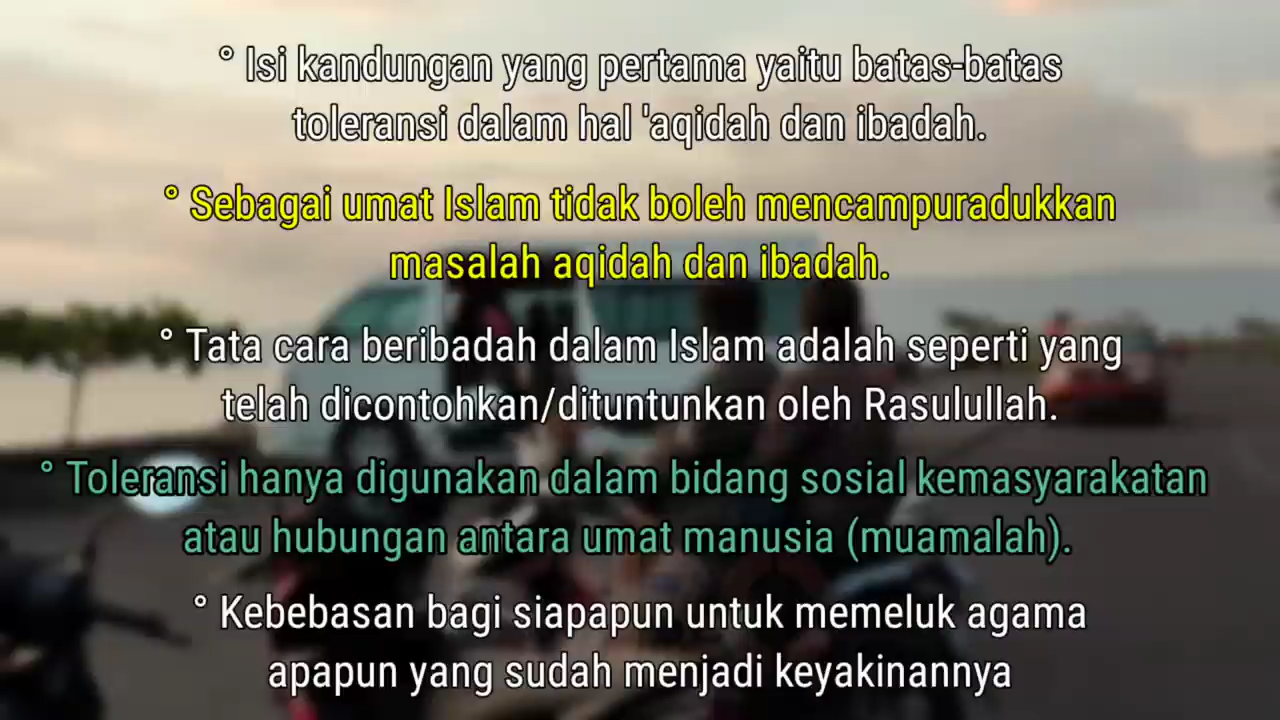 ° Isi kandungan yang pertama yaitu batas-batas
toleransi dalam hal 'aqidah dan ibadah.
° Sebagai umat Islam tidak boleh mencampuradukkan
masalah aqidah dan ibadah.
° Tata cara beribadah dalam Islam adalah seperti yang
telah dicontohkan/dituntunkan oleh Rasulullah.
° Toleransi hanya digunakan dalam bidang sosial kemasyarakatan
atau hubungan antara umat manusia (muamalah).
° Kebebasan bagi siapapun untuk memeluk agama
apapun yang sudah menjadi keyakinannya